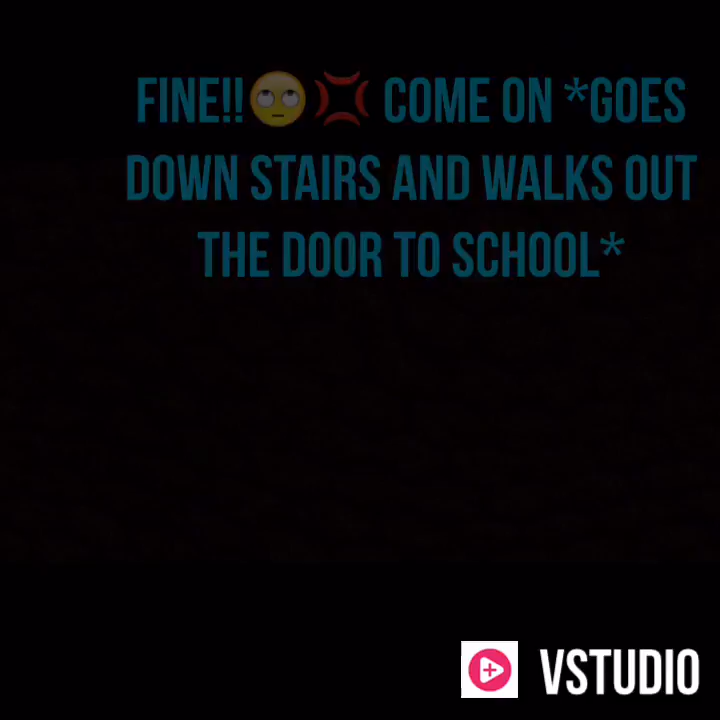 FINE!!🙄💢 COME ON *GOES
DOWN STAIRS AND WALKS OUT
THE DOOR TO SCHOOL*
VSTUDIO